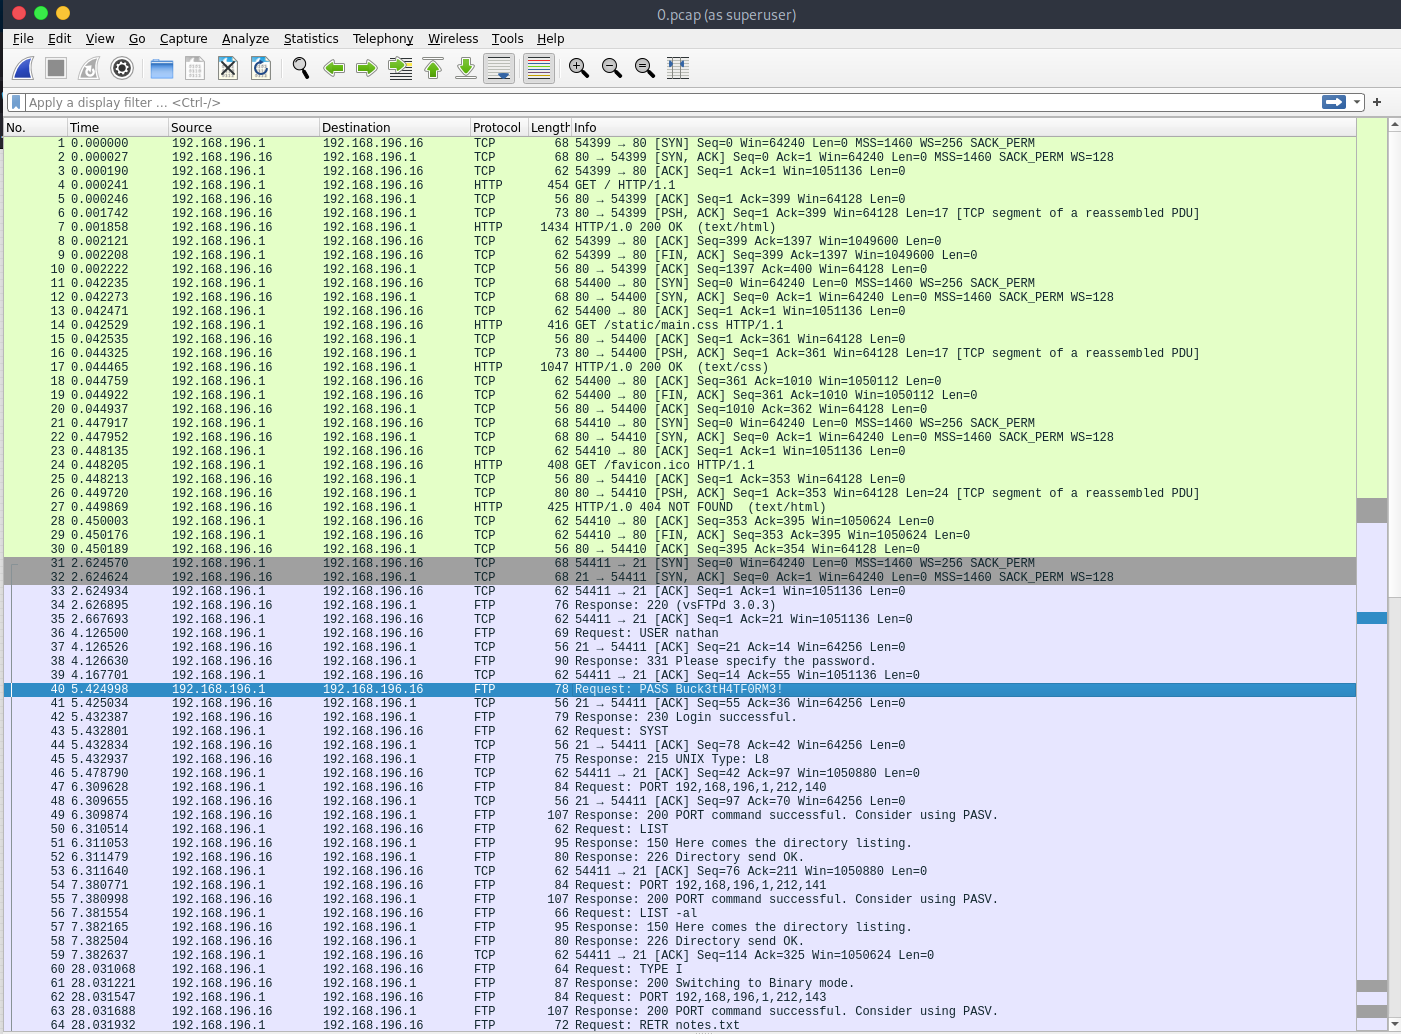 0.pcap (as superuser)
File Edit View Go Capture Analyze Statistics Telephony Wireless Tools Help
Apply a display filter ... <Ctrl-/>
No. Time Source Destination Protocol Length Info
1 0.000000 192.168.196.1 192.168.196.16 TCP 68 54399 → 80 [SYN] Seq=0 Win=64240 Len=0 MSS=1460 WS=256 SACK_PERM
2 0.000027 192.168.196.16 192.168.196.1 TCP 68 80 → 54399 [SYN, ACK] Seq=0 Ack=1 Win=64240 Len=0 MSS=1460 SACK_PERM WS=128
3 0.000190 192.168.196.1 192.168.196.16 TCP 62 54399 → 80 [ACK] Seq=1 Ack=1 Win=1051136 Len=0
4 0.000241 192.168.196.1 192.168.196.16 HTTP 454 GET / HTTP/1.1
5 0.000246 192.168.196.16 192.168.196.1 TCP 56 80 → 54399 [ACK] Seq=1 Ack=399 Win=64128 Len=0
6 0.001742 192.168.196.16 192.168.196.1 TCP 73 80 → 54399 [PSH, ACK] Seq=1 Ack=399 Win=64128 Len=17 [TCP segment of a reassembled PDU]
7 0.001858 192.168.196.16 192.168.196.1 HTTP 1434 HTTP/1.0 200 OK (text/html)
8 0.002121 192.168.196.1 192.168.196.16 TCP 62 54399 → 80 [ACK] Seq=399 Ack=1397 Win=1049600 Len=0
9 0.002208 192.168.196.1 192.168.196.16 TCP 62 54399 → 80 [FIN, ACK] Seq=399 Ack=1397 Win=1049600 Len=0
10 0.002222 192.168.196.16 192.168.196.1 TCP 56 80 → 54399 [ACK] Seq=1397 Ack=400 Win=64128 Len=0
11 0.042235 192.168.196.1 192.168.196.16 TCP 68 54400 → 80 [SYN] Seq=0 Win=64240 Len=0 MSS=1460 WS=256 SACK_PERM
12 0.042273 192.168.196.16 192.168.196.1 TCP 68 80 → 54400 [SYN, ACK] Seq=0 Ack=1 Win=64240 Len=0 MSS=1460 SACK_PERM WS=128
13 0.042471 192.168.196.1 192.168.196.16 TCP 62 54400 → 80 [ACK] Seq=1 Ack=1 Win=1051136 Len=0
14 0.042529 192.168.196.1 192.168.196.16 HTTP 416 GET /static/main.css HTTP/1.1
15 0.042535 192.168.196.16 192.168.196.1 TCP 56 80 → 54400 [ACK] Seq=1 Ack=361 Win=64128 Len=0
16 0.044325 192.168.196.16 192.168.196.1 TCP 73 80 → 54400 [PSH, ACK] Seq=1 Ack=361 Win=64128 Len=17 [TCP segment of a reassembled PDU]
17 0.044465 192.168.196.16 192.168.196.1 HTTP 1047 HTTP/1.0 200 OK (text/css)
18 0.044759 192.168.196.1 192.168.196.16 TCP 62 54400 → 80 [ACK] Seq=361 Ack=1010 Win=1050112 Len=0
19 0.044922 192.168.196.1 192.168.196.16 TCP 62 54400 → 80 [FIN, ACK] Seq=361 Ack=1010 Win=1050112 Len=0
20 0.044937 192.168.196.16 192.168.196.1 TCP 56 80 → 54400 [ACK] Seq=1010 Ack=362 Win=64128 Len=0
21 0.447917 192.168.196.1 192.168.196.16 TCP 68 54410 → 80 [SYN] Seq=0 Win=64240 Len=0 MSS=1460 WS=256 SACK_PERM
22 0.447952 192.168.196.16 192.168.196.1 TCP 68 80 → 54410 [SYN, ACK] Seq=0 Ack=1 Win=64240 Len=0 MSS=1460 SACK_PERM WS=128
23 0.448135 192.168.196.1 192.168.196.16 TCP 62 54410 → 80 [ACK] Seq=1 Ack=1 Win=1051136 Len=0
24 0.448205 192.168.196.1 192.168.196.16 HTTP 408 GET /favicon.ico HTTP/1.1
25 0.448213 192.168.196.16 192.168.196.1 TCP 56 80 → 54410 [ACK] Seq=1 Ack=353 Win=64128 Len=0
26 0.449720 192.168.196.16 192.168.196.1 TCP 80 80 → 54410 [PSH, ACK] Seq=1 Ack=353 Win=64128 Len=24 [TCP segment of a reassembled PDU]
27 0.449869 192.168.196.16 192.168.196.1 HTTP 425 HTTP/1.0 404 NOT FOUND (text/html)
28 0.450003 192.168.196.1 192.168.196.16 TCP 62 54410 → 80 [ACK] Seq=353 Ack=395 Win=1050624 Len=0
29 0.450176 192.168.196.1 192.168.196.16 TCP 62 54410 → 80 [FIN, ACK] Seq=353 Ack=395 Win=1050624 Len=0
30 0.450189 192.168.196.16 192.168.196.1 TCP 56 80 → 54410 [ACK] Seq=395 Ack=354 Win=64128 Len=0
31 2.624570 192.168.196.1 192.168.196.16 TCP 68 54411 → 21 [SYN] Seq=0 Win=64240 Len=0 MSS=1460 WS=256 SACK_PERM
32 2.624624 192.168.196.16 192.168.196.1 TCP 68 21 → 54411 [SYN, ACK] Seq=0 Ack=1 Win=64240 Len=0 MSS=1460 SACK_PERM WS=128
33 2.624934 192.168.196.1 192.168.196.16 TCP 62 54411 → 21 [ACK] Seq=1 Ack=1 Win=1051136 Len=0
34 2.626895 192.168.196.16 192.168.196.1 FTP 76 Response: 220 (vsFTPd 3.0.3)
35 2.667693 192.168.196.1 192.168.196.16 TCP 62 54411 → 21 [ACK] Seq=1 Ack=21 Win=1051136 Len=0
36 4.126500 192.168.196.1 192.168.196.16 FTP 69 Request: USER nathan
37 4.126526 192.168.196.16 192.168.196.1 TCP 56 21 → 54411 [ACK] Seq=21 Ack=14 Win=64256 Len=0
38 4.126630 192.168.196.16 192.168.196.1 FTP 90 Response: 331 Please specify the password.
39 4.167701 192.168.196.1 192.168.196.16 TCP 62 54411 → 21 [ACK] Seq=14 Ack=55 Win=1051136 Len=0
40 5.424998 192.168.196.1 192.168.196.16 FTP 78 Request: PASS Buck3tH4TF0RM3!
41 5.425034 192.168.196.16 192.168.196.1 TCP 56 21 → 54411 [ACK] Seq=55 Ack=36 Win=64256 Len=0
42 5.432387 192.168.196.16 192.168.196.1 FTP 79 Response: 230 Login successful.
43 5.432801 192.168.196.1 192.168.196.16 FTP 62 Request: SYST
44 5.432834 192.168.196.16 192.168.196.1 TCP 56 21 → 54411 [ACK] Seq=78 Ack=42 Win=64256 Len=0
45 5.432937 192.168.196.16 192.168.196.1 FTP 75 Response: 215 UNIX Type: L8
46 5.478790 192.168.196.1 192.168.196.16 TCP 62 54411 → 21 [ACK] Seq=42 Ack=97 Win=1050880 Len=0
47 6.309628 192.168.196.1 192.168.196.16 FTP 84 Request: PORT 192,168,196,1,212,140
48 6.309655 192.168.196.16 192.168.196.1 TCP 56 21 → 54411 [ACK] Seq=97 Ack=70 Win=64256 Len=0
49 6.309874 192.168.196.16 192.168.196.1 FTP 107 Response: 200 PORT command successful. Consider using PASV.
50 6.310514 192.168.196.1 192.168.196.16 FTP 62 Request: LIST
51 6.311053 192.168.196.16 192.168.196.1 FTP 95 Response: 150 Here comes the directory listing.
52 6.311479 192.168.196.16 192.168.196.1 FTP 80 Response: 226 Directory send OK.
53 6.311640 192.168.196.1 192.168.196.16 TCP 62 54411 → 21 [ACK] Seq=76 Ack=211 Win=1050880 Len=0
54 7.380771 192.168.196.1 192.168.196.16 FTP 84 Request: PORT 192,168,196,1,212,141
55 7.380998 192.168.196.16 192.168.196.1 FTP 107 Response: 200 PORT command successful. Consider using PASV.
56 7.381554 192.168.196.1 192.168.196.16 FTP 66 Request: LIST -al
57 7.382165 192.168.196.16 192.168.196.1 FTP 95 Response: 150 Here comes the directory listing.
58 7.382504 192.168.196.16 192.168.196.1 FTP 80 Response: 226 Directory send OK.
59 7.382637 192.168.196.1 192.168.196.16 TCP 62 54411 → 21 [ACK] Seq=114 Ack=325 Win=1050624 Len=0
60 28.031068 192.168.196.1 192.168.196.16 FTP 64 Request: TYPE I
61 28.031221 192.168.196.16 192.168.196.1 FTP 87 Response: 200 Switching to Binary mode.
62 28.031547 192.168.196.1 192.168.196.16 FTP 84 Request: PORT 192,168,196,1,212,143
63 28.031688 192.168.196.16 192.168.196.1 FTP 107 Response: 200 PORT command successful. Consider using PASV.
64 28.031932 192.168.196.1 192.168.196.16 FTP 72 Request: RETR notes.txt